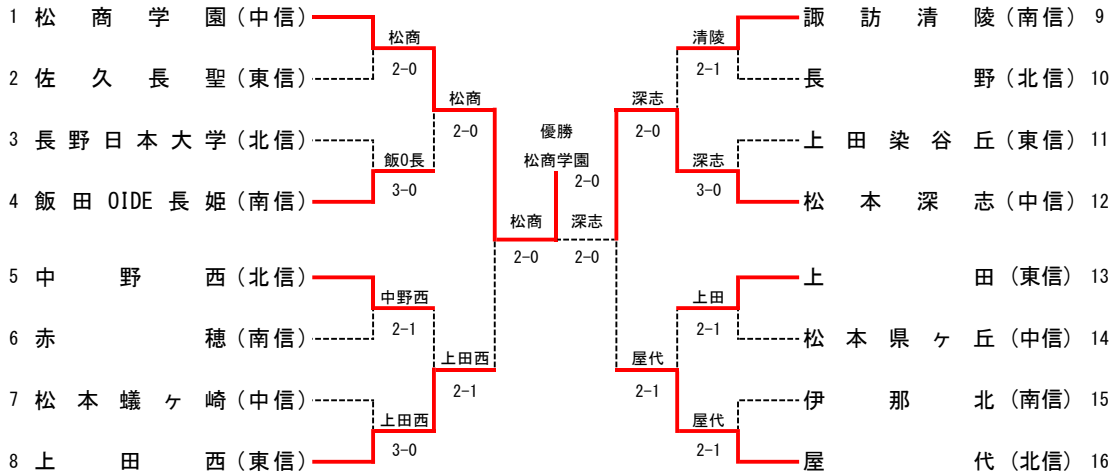 1 松商学園(中信)
松商
2-0
2 佐久長聖(東信)
松商
2-0
3 長野日本大学(北信)
飯O長
3-0
4 飯田OIDE長姫(南信)
松商
2-0
5 中野西(北信)
中野西
2-1
6 赤穂(南信)
上田西
2-1
7 松本蟻ヶ崎(中信)
上田西
3-0
8 上田西(東信)
優勝
松商学園
2-0
諏訪清陵(南信) 9
清陵
2-1
長野(北信) 10
深志
2-0
上田染谷丘(東信) 11
深志
3-0
松本深志(中信) 12
深志
2-0
上田(東信) 13
上田
2-1
松本県ヶ丘(中信) 14
屋代
2-1
伊那北(南信) 15
屋代
2-1
屋代(北信) 16